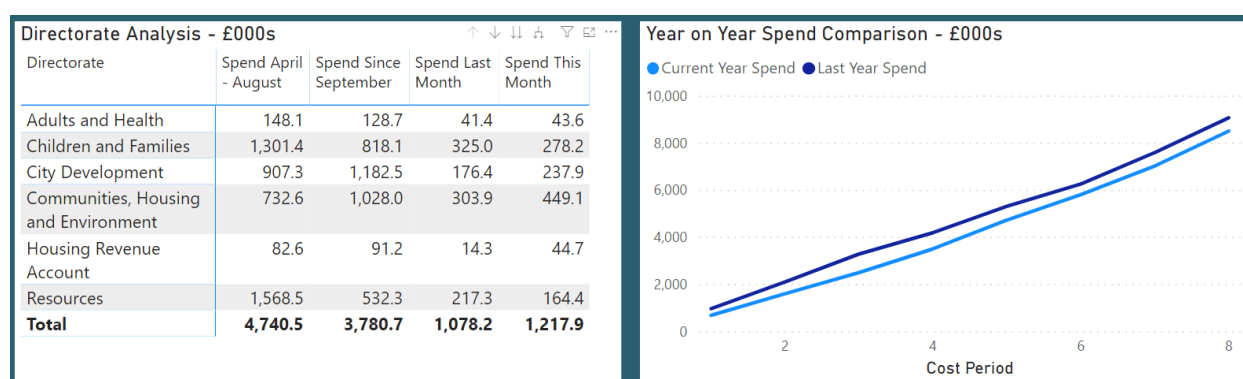 Directorate Analysis - £000s
Directorate Spend April - August Spend Since September Spend Last Month Spend This Month
Adults and Health 148.1 128.7 41.4 43.6
Children and Families 1,301.4 818.1 325.0 278.2
City Development 907.3 1,182.5 176.4 237.9
Communities, Housing and Environment 732.6 1,028.0 303.9 449.1
Housing Revenue Account 82.6 91.2 14.3 44.7
Resources 1,568.5 532.3 217.3 164.4
Total 4,740.5 3,780.7 1,078.2 1,217.9
Year on Year Spend Comparison - £000s
Current Year Spend Last Year Spend
10,000
8,000
6,000
4,000
2,000
0
2 4 6 8
Cost Period